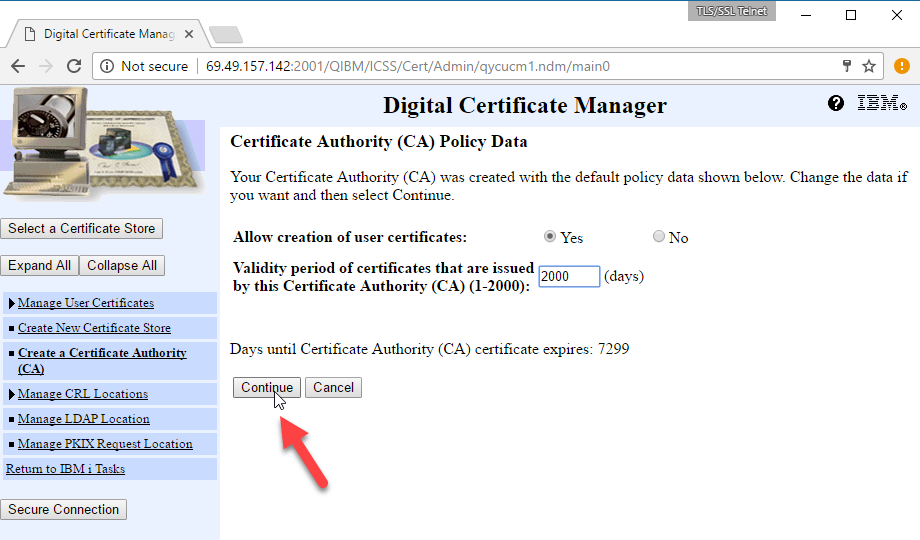 TLS/SSL Telnet
Digital Certificate Manag
Not secure 69.49.157.142:2001/QIBM/ICSS/Cert/Admin/qycucm1.ndm/main0
Digital Certificate Manager
? IBM®
Select a Certificate Store
Expand All Collapse All
Manage User Certificates
Create New Certificate Store
Create a Certificate Authority
(CA)
Manage CRL Locations
Manage LDAP Location
Manage PKIX Request Location
Return to IBM i Tasks
Secure Connection
Certificate Authority (CA) Policy Data
Your Certificate Authority (CA) was created with the default policy data shown below. Change the data if
you want and then select Continue.
Allow creation of user certificates: Yes No
Validity period of certificates that are issued
by this Certificate Authority (CA) (1-2000): 2000 (days)
Days until Certificate Authority (CA) certificate expires: 7299
Continue Cancel